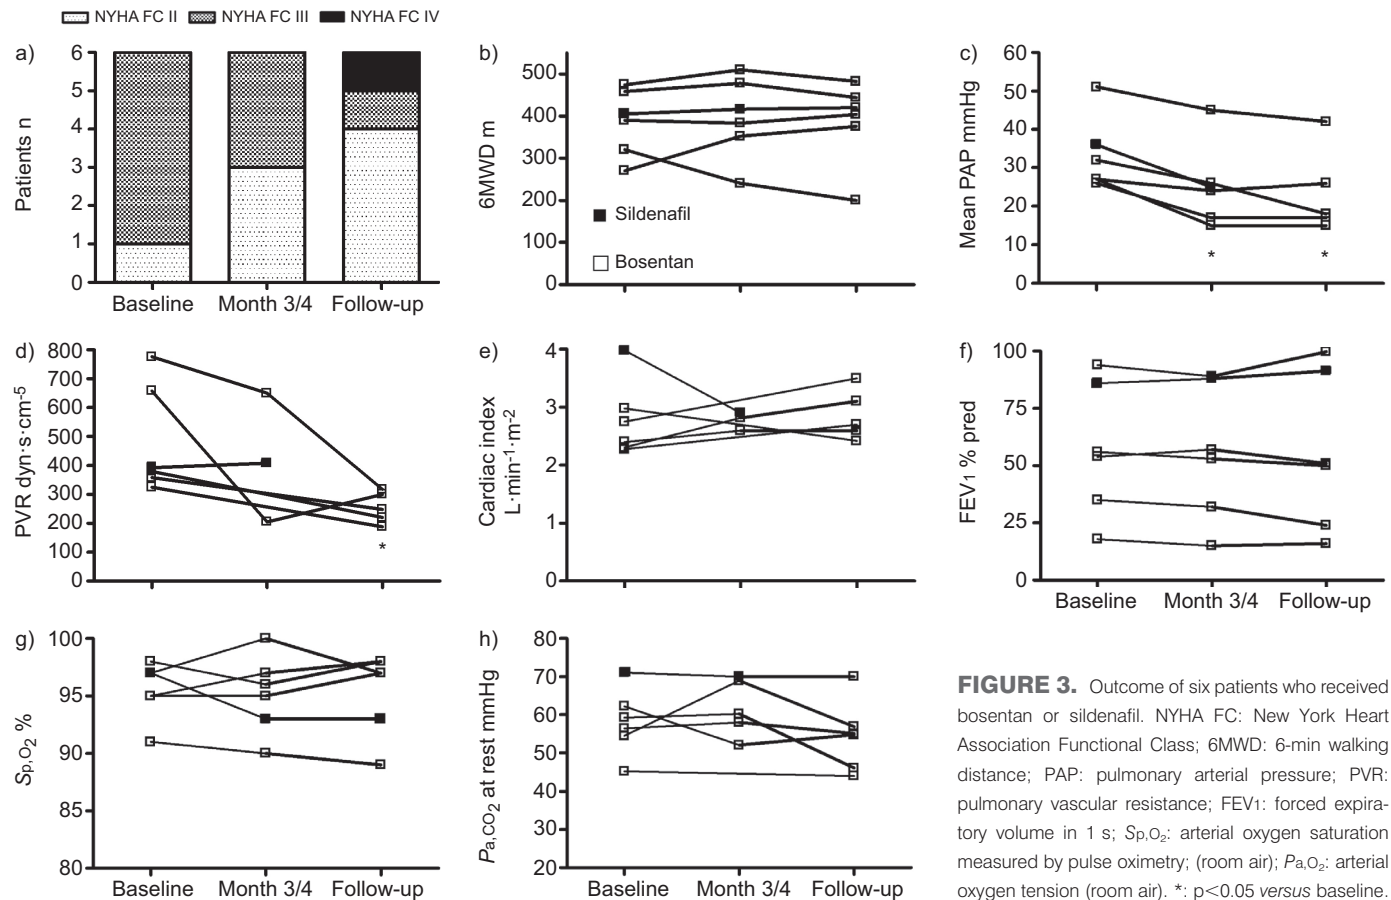 NYHA FC II NYHA FC III NYHA FC IV
a)
Patients n
6
5
4
3
2
1
0
Baseline Month 3/4 Follow-up
b)
6MWD m
500
400
300
200
100
0
Sildenafil
Bosentan
c)
Mean PAP mmHg
60
50
40
30
20
10
0
* *
d)
PVR dyn·s·cm-5
800
700
600
500
400
300
200
100
0
*
e)
Cardiac index
L·min-1·m-2
4
3
2
1
0
f)
FEV1 % pred
100
75
50
25
0
Baseline Month 3/4 Follow-up
g)
Sp,O2 %
100
95
90
85
80
Baseline Month 3/4 Follow-up
h)
Pa,CO2 at rest mmHg
80
70
60
50
40
30
20
Baseline Month 3/4 Follow-up
FIGURE 3. Outcome of six patients who received
bosentan or sildenafil. NYHA FC: New York Heart
Association Functional Class; 6MWD: 6-min walking
distance; PAP: pulmonary arterial pressure; PVR:
pulmonary vascular resistance; FEV1: forced expira-
tory volume in 1 s; Sp,O2: arterial oxygen saturation
measured by pulse oximetry; (room air); Pa,O2: arterial
oxygen tension (room air). *: p<0.05 versus baseline.